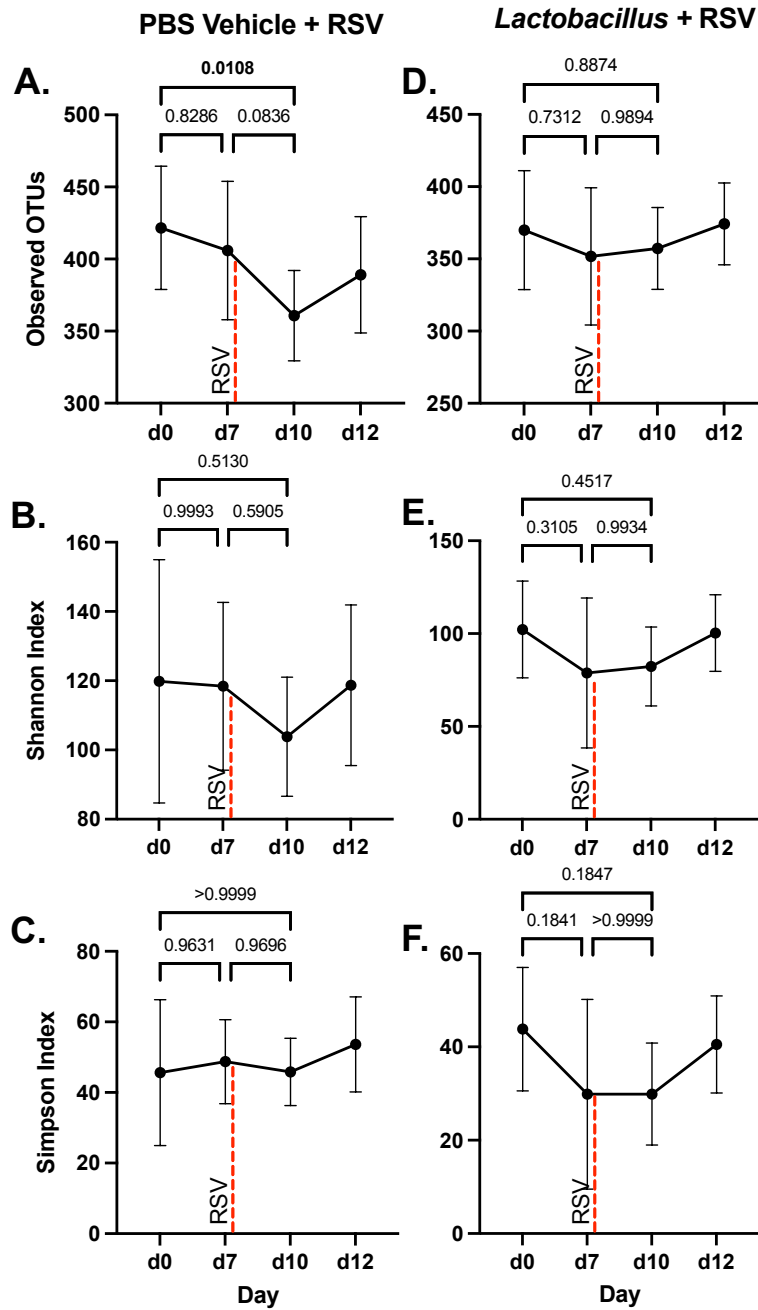 PBS Vehicle + RSV
Lactobacillus + RSV
A.
0.0108
0.8286
0.0836
Observed OTUs
500
450
400
350
300
RSV
d0
d7
d10
d12
D.
0.8874
0.7312
0.9894
400
350
300
250
RSV
d0
d7
d10
d12
B.
0.5130
0.9993
0.5905
Shannon Index
160
140
120
100
80
RSV
d0
d7
d10
d12
E.
0.4517
0.3105
0.9934
150
100
50
0
RSV
d0
d7
d10
d12
C.
>0.9999
0.9631
0.9696
Simpson Index
80
60
40
20
0
RSV
d0
d7
d10
d12
Day
F.
0.1847
0.1841
>0.9999
60
40
20
0
RSV
d0
d7
d10
d12
Day